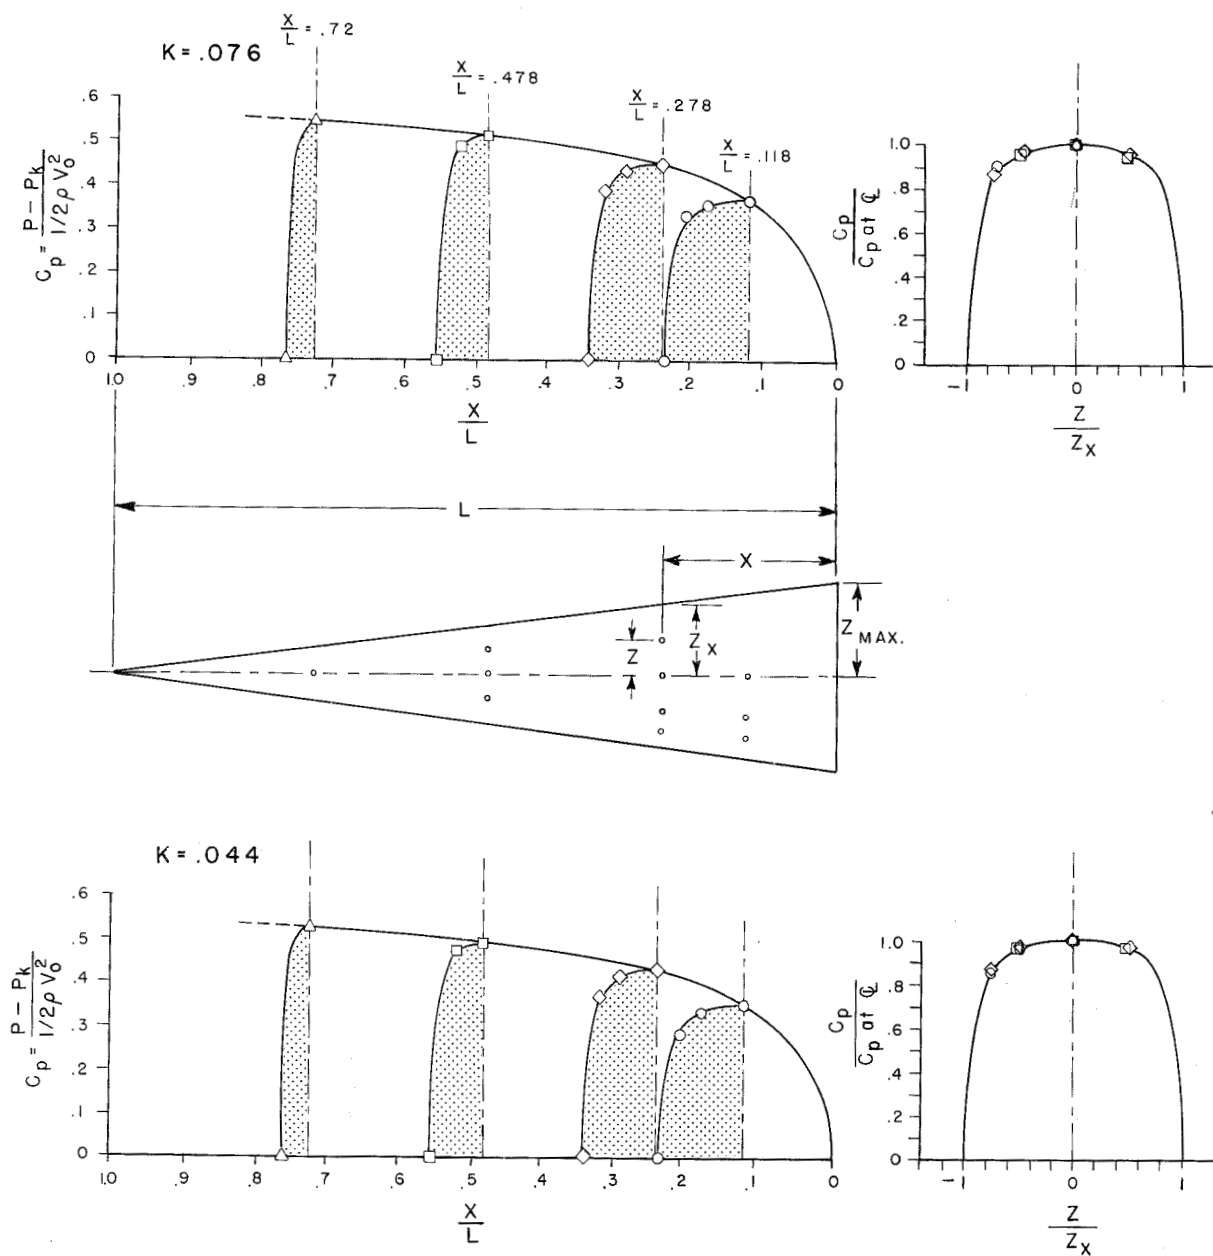 K = .076
X/L = .72
X/L = .478
X/L = .278
X/L = .118
C_p = (P − P_k) / (1/2 ρ V_o²)
.6
.5
.4
.3
.2
.1
0
1.0 .9 .8 .7 .6 .5 .4 .3 .2 .1 0
X/L
C_p / C_p at ℄
1.0
.8
.6
.4
.2
0
−1 0 1
Z/Z_X
L
X
Z
Z_X
Z_MAX.
K = .044
C_p = (P − P_k) / (1/2 ρ V_o²)
.6
.5
.4
.3
.2
.1
0
1.0 .9 .8 .7 .6 .5 .4 .3 .2 .1 0
X/L
C_p / C_p at ℄
1.0
.8
.6
.4
.2
0
−1 0 1
Z/Z_X